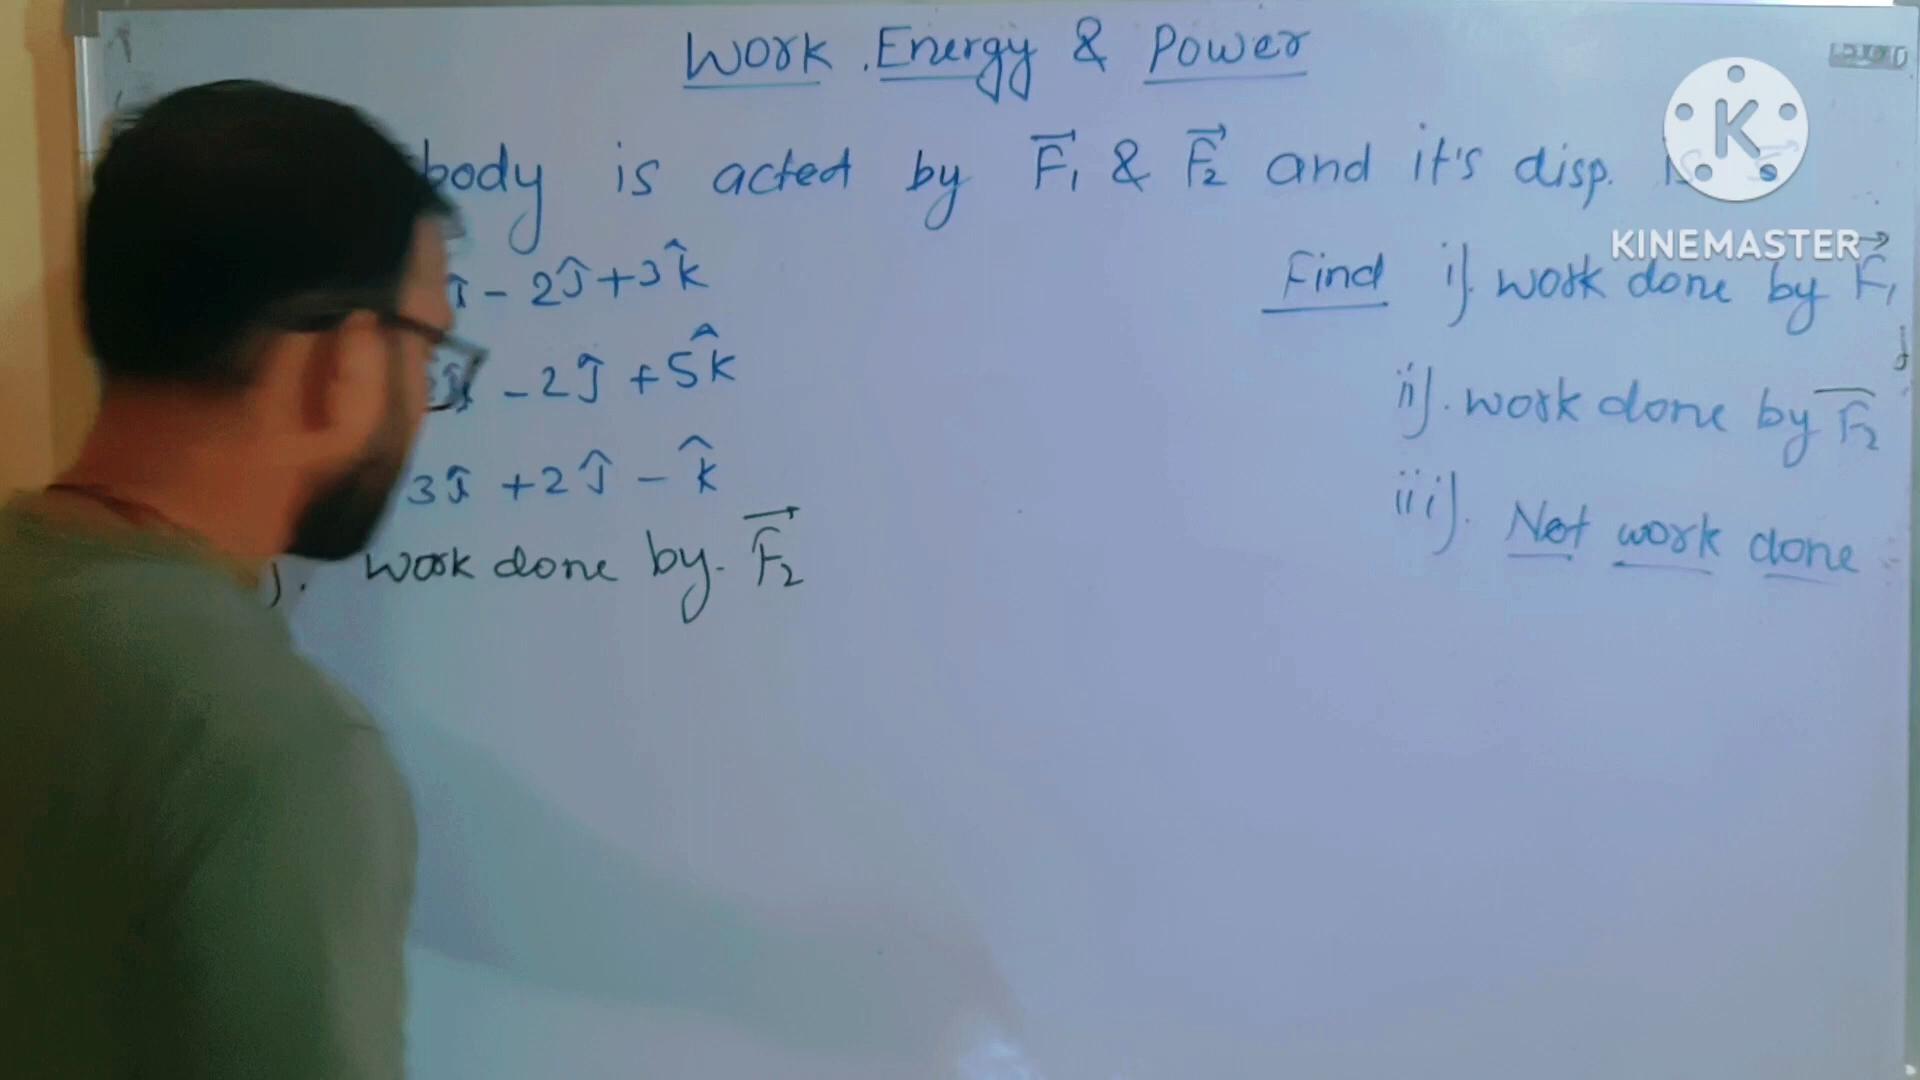 Work, Energy & Power
body is acted by F₁ & F₂ and it's disp. is
î - 2ĵ + 3k̂
- 2ĵ + 5k̂
3î + 2ĵ - k̂
). work done by. F₂
Find i). work done by F₁
ii). work done by F₂
iii). Net work done
K
KINEMASTER